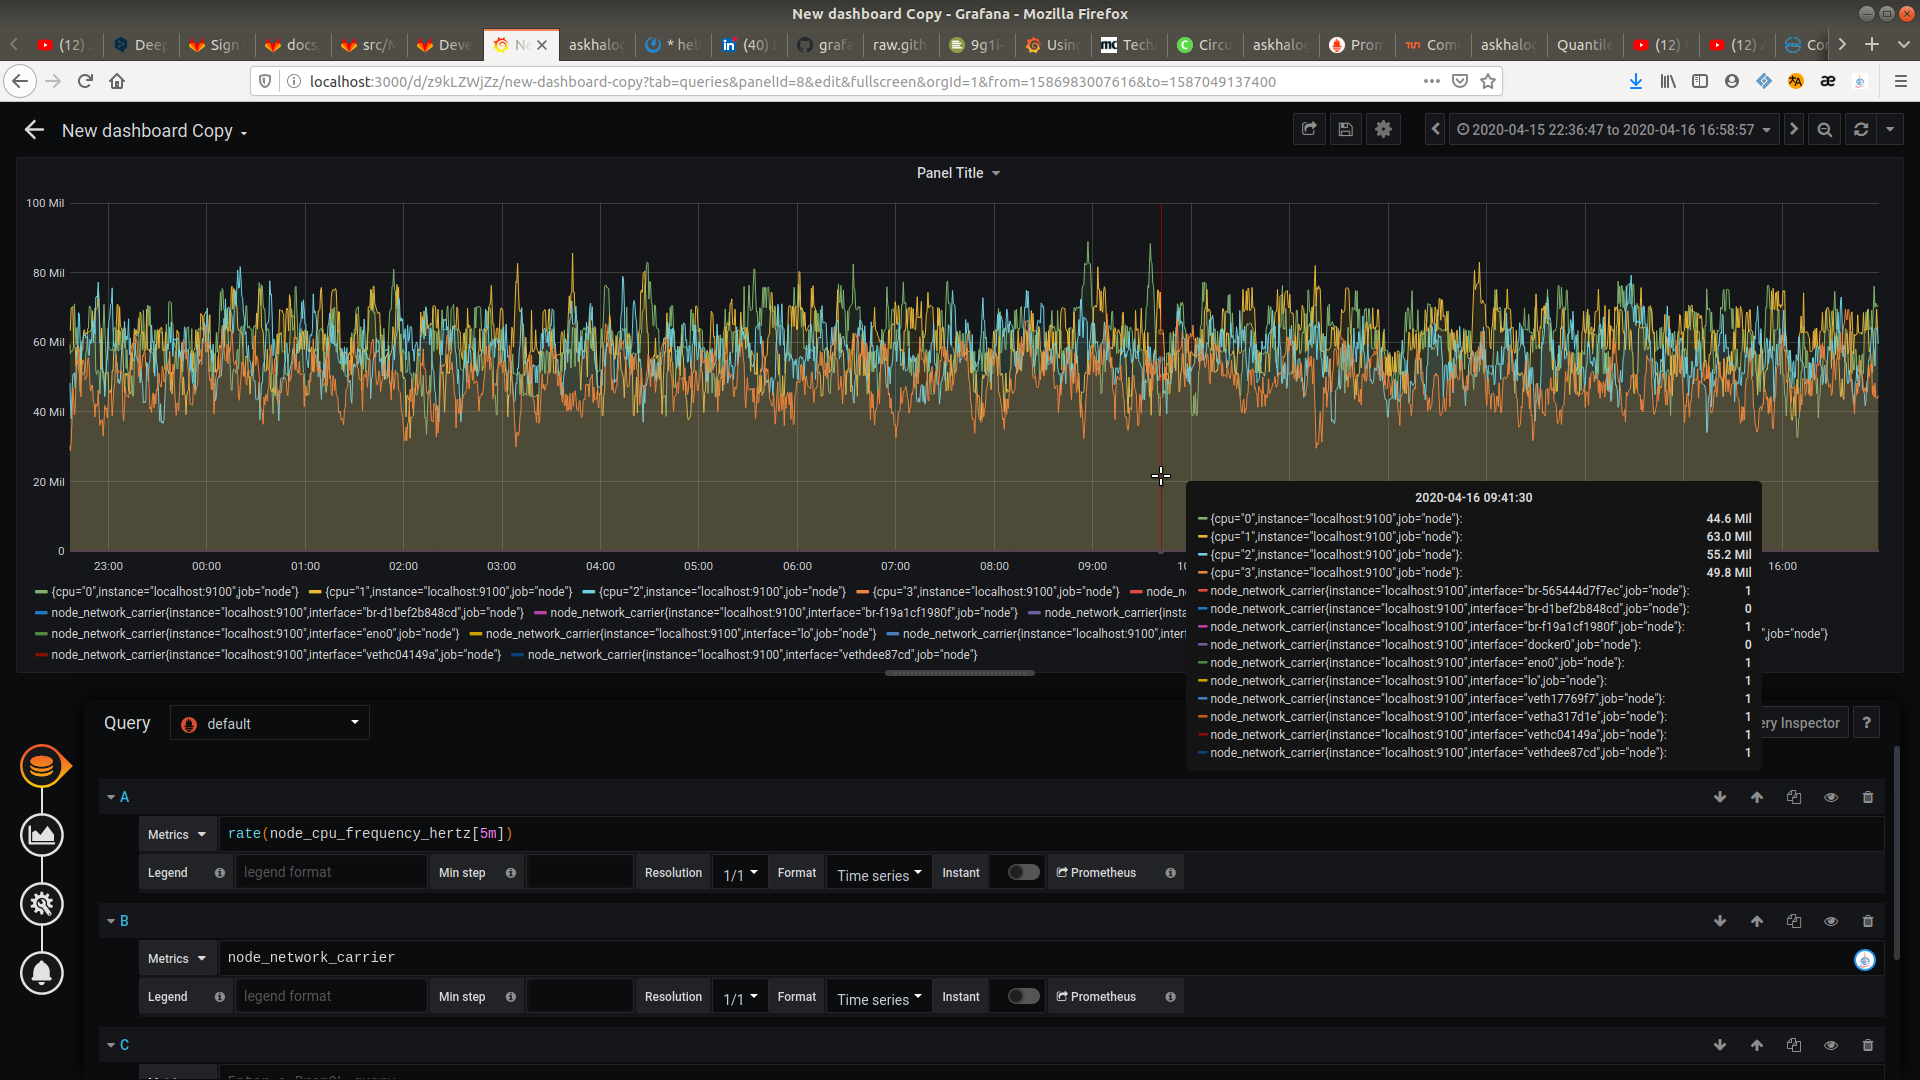 New dashboard Copy - Grafana - Mozilla Firefox
(12) Deep Sign docs, src/N Deve Ne askhalo * hel (40) grafa raw.gith 9g1i- Using Tech Circu askhalo Prom Com askhalo Quantile (12) (12) Co
localhost:3000/d/z9kLZWjZz/new-dashboard-copy?tab=queries&panelId=8&edit&fullscreen&orgId=1&from=1586983007616&to=1587049137400
New dashboard Copy
2020-04-15 22:36:47 to 2020-04-16 16:58:57
Panel Title
100 Mil
80 Mil
60 Mil
40 Mil
20 Mil
0
23:00 00:00 01:00 02:00 03:00 04:00 05:00 06:00 07:00 08:00 09:00 16:00
{cpu="0",instance="localhost:9100",job="node"} {cpu="1",instance="localhost:9100",job="node"} {cpu="2",instance="localhost:9100",job="node"} {cpu="3",instance="localhost:9100",job="node"} node_n
node_network_carrier{instance="localhost:9100",interface="br-d1bef2b848cd",job="node"} node_network_carrier{instance="localhost:9100",interface="br-f19a1cf1980f",job="node"} node_network_carrier{insta
node_network_carrier{instance="localhost:9100",interface="eno0",job="node"} node_network_carrier{instance="localhost:9100",interface="lo",job="node"} node_network_carrier{instance="localhost:9100",interf ,job="node"}
node_network_carrier{instance="localhost:9100",interface="vethc04149a",job="node"} node_network_carrier{instance="localhost:9100",interface="vethdee87cd",job="node"}
2020-04-16 09:41:30
{cpu="0",instance="localhost:9100",job="node"}: 44.6 Mil
{cpu="1",instance="localhost:9100",job="node"}: 63.0 Mil
{cpu="2",instance="localhost:9100",job="node"}: 55.2 Mil
{cpu="3",instance="localhost:9100",job="node"}: 49.8 Mil
node_network_carrier{instance="localhost:9100",interface="br-565444d7f7ec",job="node"}: 1
node_network_carrier{instance="localhost:9100",interface="br-d1bef2b848cd",job="node"}: 0
node_network_carrier{instance="localhost:9100",interface="br-f19a1cf1980f",job="node"}: 1
node_network_carrier{instance="localhost:9100",interface="docker0",job="node"}: 0
node_network_carrier{instance="localhost:9100",interface="eno0",job="node"}: 1
node_network_carrier{instance="localhost:9100",interface="lo",job="node"}: 1
node_network_carrier{instance="localhost:9100",interface="veth17769f7",job="node"}: 1
node_network_carrier{instance="localhost:9100",interface="vetha317d1e",job="node"}: 1
node_network_carrier{instance="localhost:9100",interface="vethc04149a",job="node"}: 1
node_network_carrier{instance="localhost:9100",interface="vethdee87cd",job="node"}: 1
Query default ery Inspector ?
A
Metrics rate(node_cpu_frequency_hertz[5m])
Legend legend format Min step Resolution 1/1 Format Time series Instant Prometheus
B
Metrics node_network_carrier
Legend legend format Min step Resolution 1/1 Format Time series Instant Prometheus
C